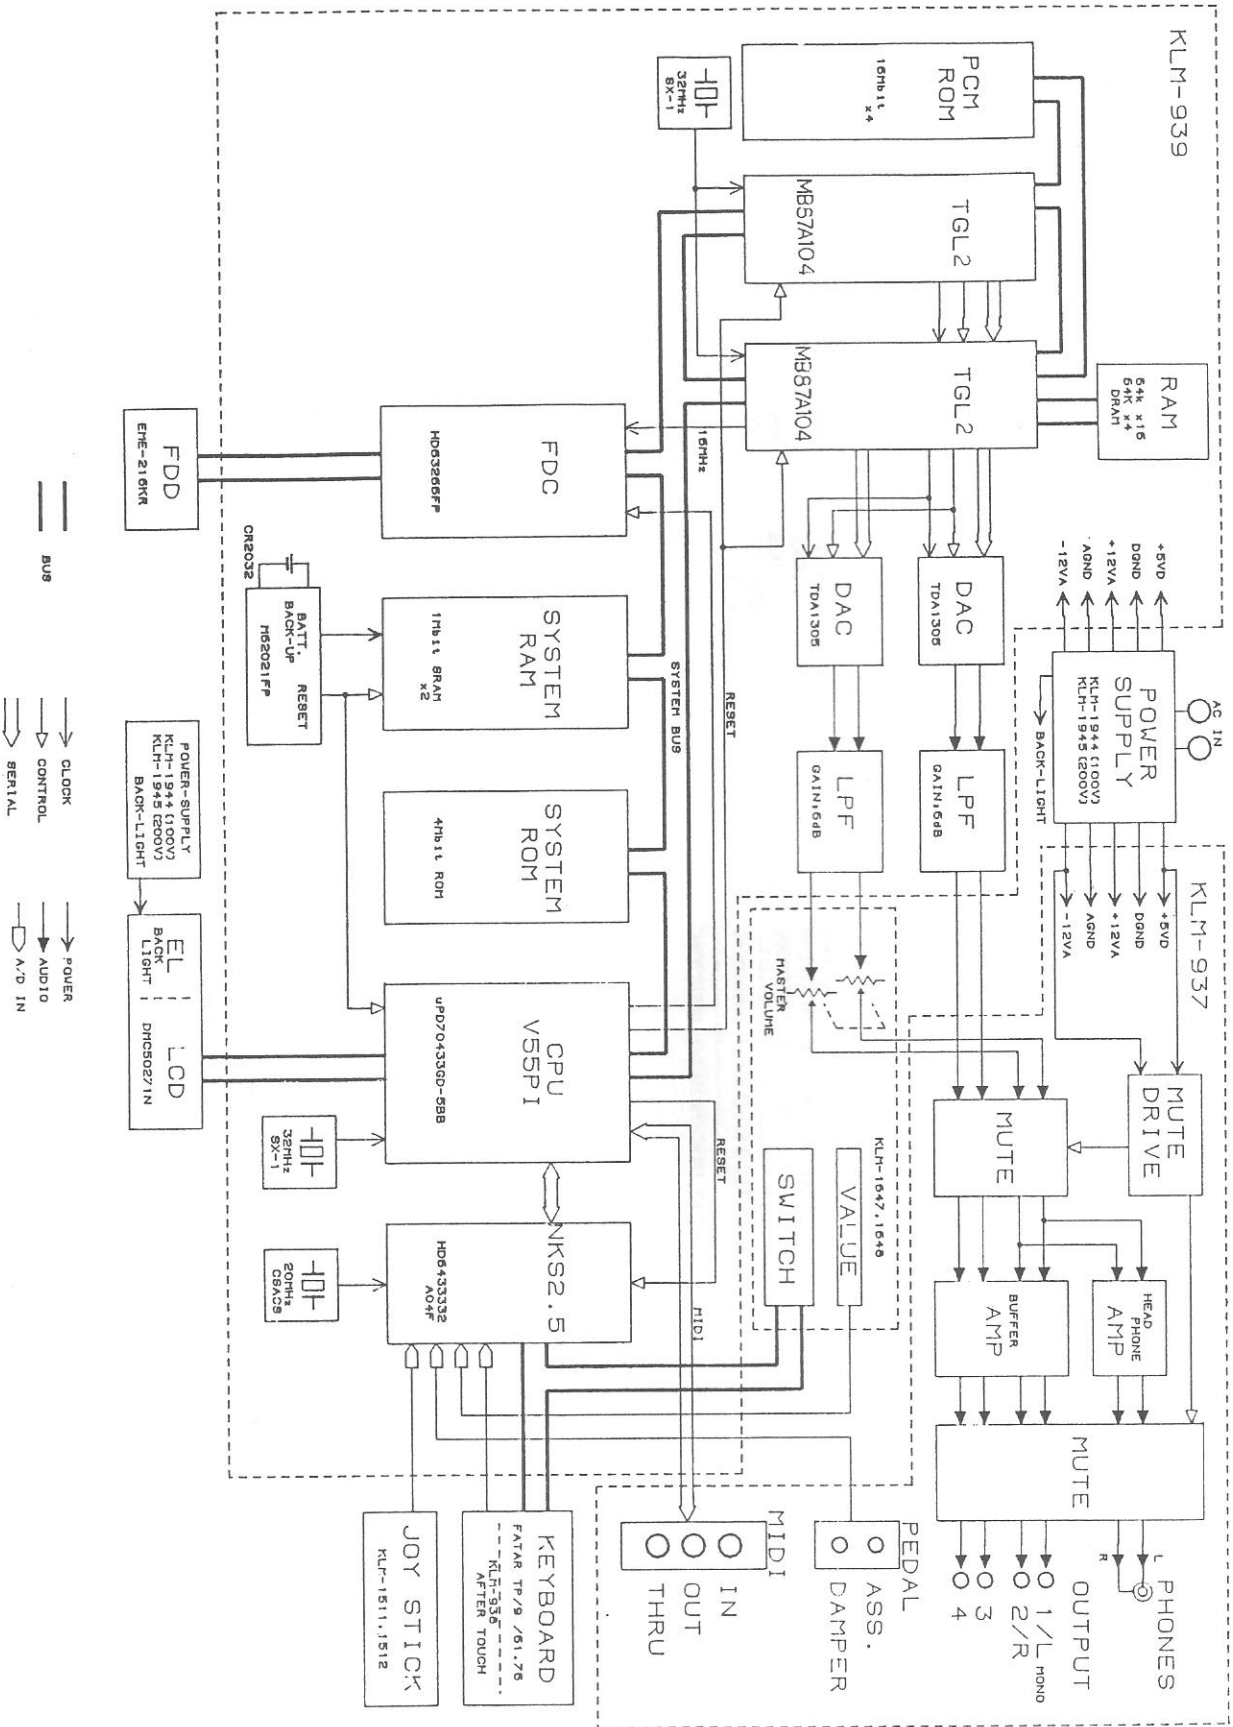 KLM-939
PCM
ROM
16Mbit
x4
32MHz
SX-1
TGL2
MB87A104
TGL2
MB87A104
RAM
64k x16
64K x4
DRAM
16MHz
DAC
TDA1305
DAC
TDA1305
LPF
GAIN:6dB
LPF
GAIN:6dB
+5VD
DGND
+12VA
AGND
-12VA
AC IN
POWER
SUPPLY
KLM-1944 (100V)
KLM-1945 (200V)
BACK-LIGHT
KLM-937
+5VD
DGND
+12VA
AGND
-12VA
MUTE
DRIVE
MUTE
HEAD
PHONE
AMP
BUFFER
AMP
MUTE
L
R
PHONES
OUTPUT
1/L MONO
2/R
3
4
MASTER
VOLUME
KLM-1647,1648
VALUE
SWITCH
PEDAL
ASS.
DAMPER
MIDI
IN
OUT
THRU
FDC
HD63266FP
FDD
EME-216KR
SYSTEM
RAM
1Mbit SRAM
x2
SYSTEM
ROM
4Mbit ROM
SYSTEM BUS
RESET
CR2032
BATT.
BACK-UP
RESET
M62021FP
CPU
V55PI
uPD70433GD-5BB
RESET
MIDI
32MHz
SX-1
NKS2.5
HD6433332
A04F
20MHz
CSACS
POWER-SUPPLY
KLM-1944 (100V)
KLM-1945 (200V)
BACK-LIGHT
EL
BACK
LIGHT
LCD
DMC50271N
KEYBOARD
FATAR TP/9 /61.76
KLM-938
AFTER TOUCH
JOY STICK
KLM-1511,1512
BUS
CLOCK
CONTROL
SERIAL
POWER
AUDIO
A/D IN